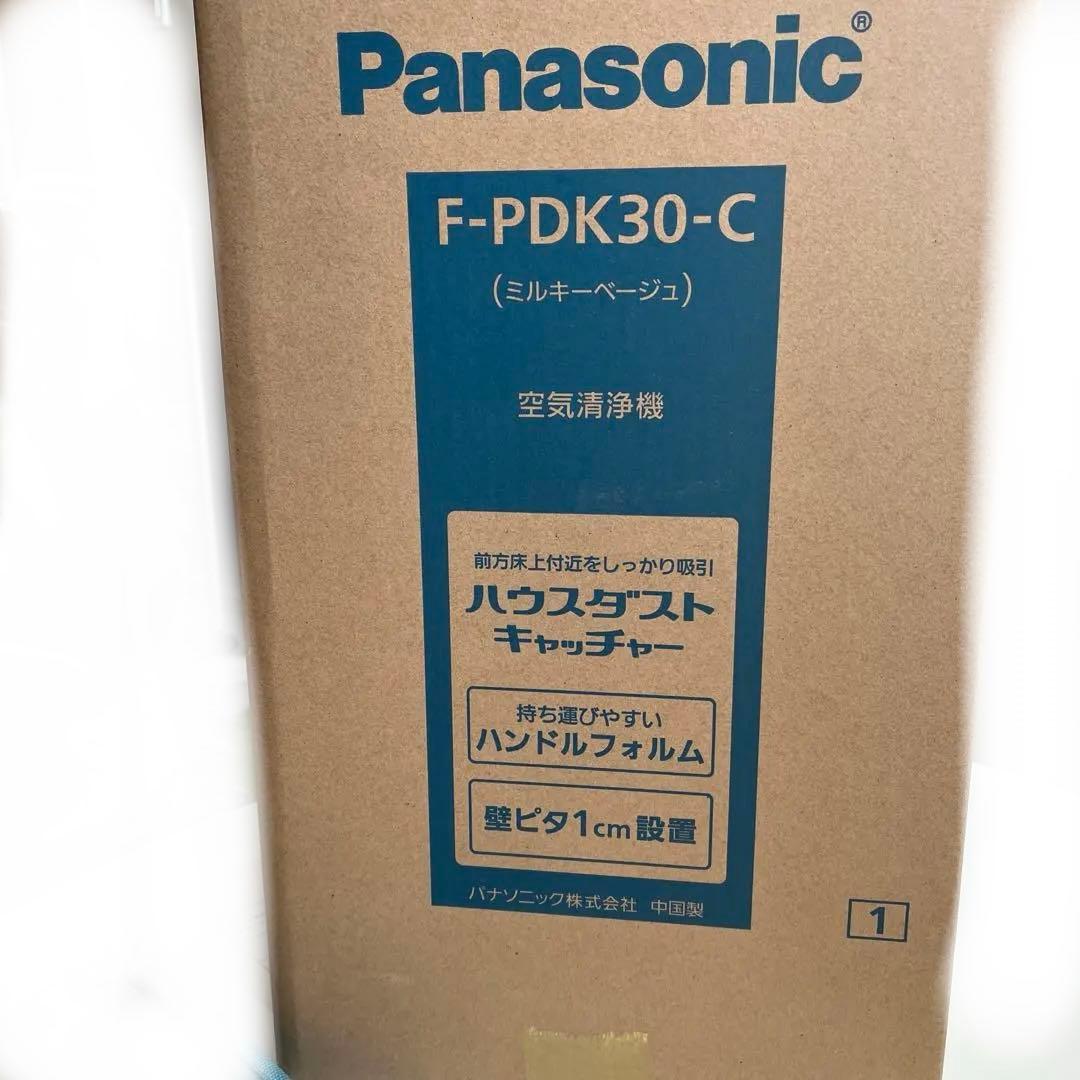 Panasonic®
F-PDK30-C
(ミルキーベージュ)
空気清浄機
前方床上付近をしっかり吸引
ハウスダスト
キャッチャー
持ち運びやすい
ハンドルフォルム
壁ピタ1cm設置
パナソニック株式会社 中国製
1